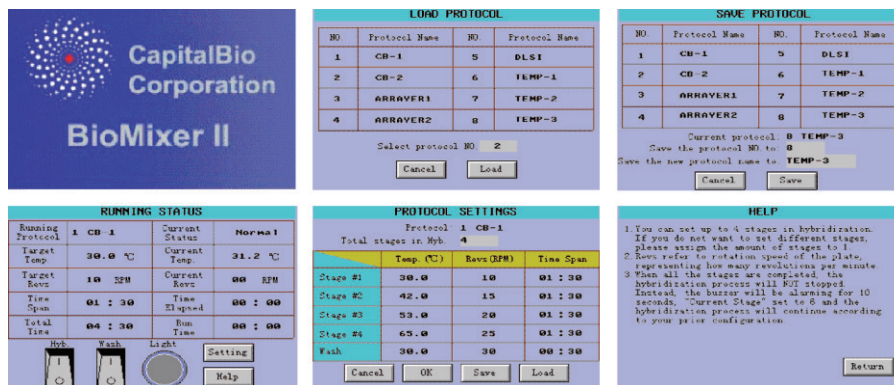 CapitalBio
Corporation
BioMixer II
LOAD PROTOCOL
NO. Protocol Name NO. Protocol Name
1 CB-1 5 DLSI
2 CB-2 6 TEMP-1
3 ARRAYER1 7 TEMP-2
4 ARRAYER2 8 TEMP-3
Select protocol NO. 2
Cancel Load
SAVE PROTOCOL
NO. Protocol Name NO. Protocol Name
1 CB-1 5 DLSI
2 CB-2 6 TEMP-1
3 ARRAYER1 7 TEMP-2
4 ARRAYER2 8 TEMP-3
Current protocol: 8 TEMP-3
Save the protocol NO. to: 8
Save the new protocol name to: TEMP-3
Cancel Save
RUNNING STATUS
Running Protocol 1 CB-1 Current Status Normal
Target Temp 30.0 ℃ Current Temp. 31.2 ℃
Target Revs 10 RPM Current Revs 00 RPM
Time Span 01 : 30 Time Elapsed 00 : 00
Total Time 04 : 30 Run Time 00 : 00
Hyb. Wash Light Setting
Help
PROTOCOL SETTINGS
Protocol: 1 CB-1
Total stages in Hyb. 4
Temp. (℃) Revs(RPM) Time Span
Stage #1 30.0 10 01 : 30
Stage #2 42.0 15 01 : 30
Stage #3 53.0 20 01 : 30
Stage #4 65.0 25 01 : 30
Wash 30.0 30 00 : 30
Cancel OK Save Load
HELP
1. You can set up to 4 stages in hybridization.
If you do not want to set different stages,
please assign the amount of stages to 1.
2. Revs refer to rotation speed of the plate,
representing how many revolutions per minute.
3 When all the stages are completed, the
hybridization process will NOT stopped.
Instead, the buzzer will be alarming for 10
seconds, "Current Stage" set to 6 and the
hybridization process will continue according
to your prior configuration.
Return